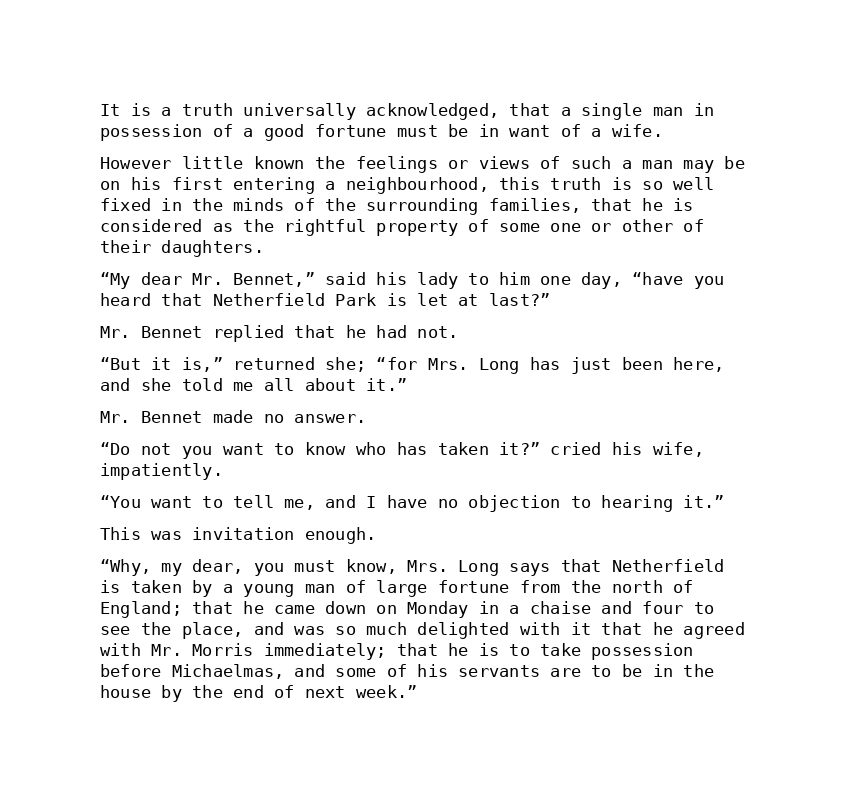 It is a truth universally acknowledged, that a single man in
possession of a good fortune must be in want of a wife.
However little known the feelings or views of such a man may be
on his first entering a neighbourhood, this truth is so well
fixed in the minds of the surrounding families, that he is
considered as the rightful property of some one or other of
their daughters.
“My dear Mr. Bennet,” said his lady to him one day, “have you
heard that Netherfield Park is let at last?”
Mr. Bennet replied that he had not.
“But it is,” returned she; “for Mrs. Long has just been here,
and she told me all about it.”
Mr. Bennet made no answer.
“Do not you want to know who has taken it?” cried his wife,
impatiently.
“You want to tell me, and I have no objection to hearing it.”
This was invitation enough.
“Why, my dear, you must know, Mrs. Long says that Netherfield
is taken by a young man of large fortune from the north of
England; that he came down on Monday in a chaise and four to
see the place, and was so much delighted with it that he agreed
with Mr. Morris immediately; that he is to take possession
before Michaelmas, and some of his servants are to be in the
house by the end of next week.”